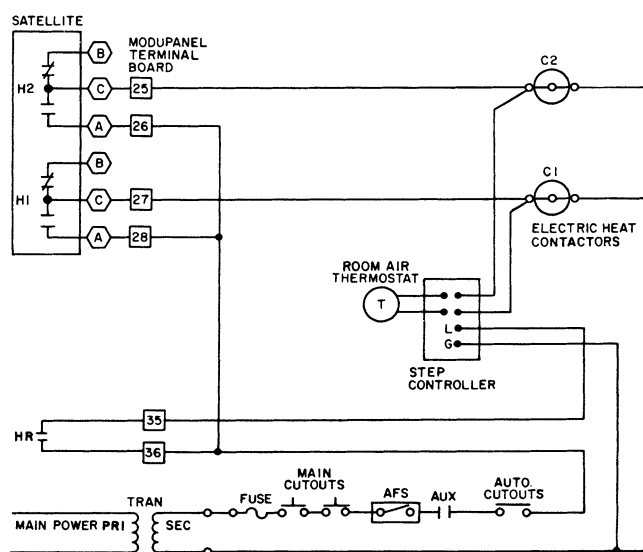 SATELLITE
MODUPANEL
TERMINAL
BOARD
B
C2
H2
C
25
A
26
B
C1
H1
C
27
A
28
ELECTRIC HEAT
CONTACTORS
ROOM AIR
THERMOSTAT
T
L
G
STEP
CONTROLLER
35
HR
36
MAIN
CUTOUTS
AUTO.
CUTOUTS
TRAN
FUSE
AFS
AUX
MAIN POWER PRI
SEC